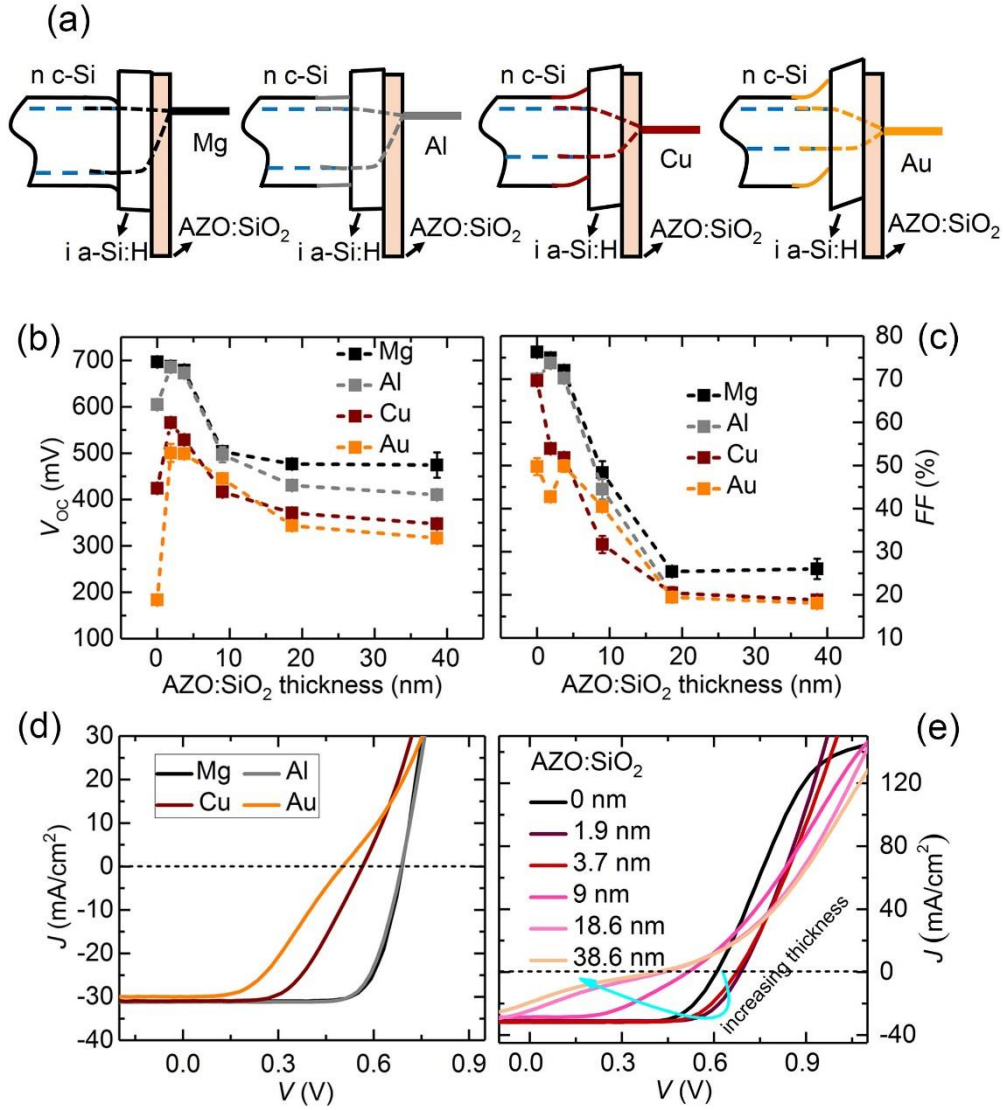 (a)
n c-Si
n c-Si
n c-Si
n c-Si
Mg
Al
Cu
Au
i a-Si:H
AZO:SiO₂
i a-Si:H
AZO:SiO₂
i a-Si:H
AZO:SiO₂
i a-Si:H
AZO:SiO₂
(b)
700
600
500
400
300
200
100
V_OC (mV)
Mg
Al
Cu
Au
0 10 20 30 40
AZO:SiO₂ thickness (nm)
(c)
80
70
60
50
40
30
20
10
FF (%)
Mg
Al
Cu
Au
0 10 20 30 40
AZO:SiO₂ thickness (nm)
(d)
30
20
10
0
-10
-20
-30
-40
J (mA/cm²)
Mg Al
Cu Au
0.0 0.3 0.6 0.9
V (V)
(e)
AZO:SiO₂
0 nm
1.9 nm
3.7 nm
9 nm
18.6 nm
38.6 nm
increasing thickness
120
80
40
0
-40
J (mA/cm²)
0.0 0.3 0.6 0.9
V (V)